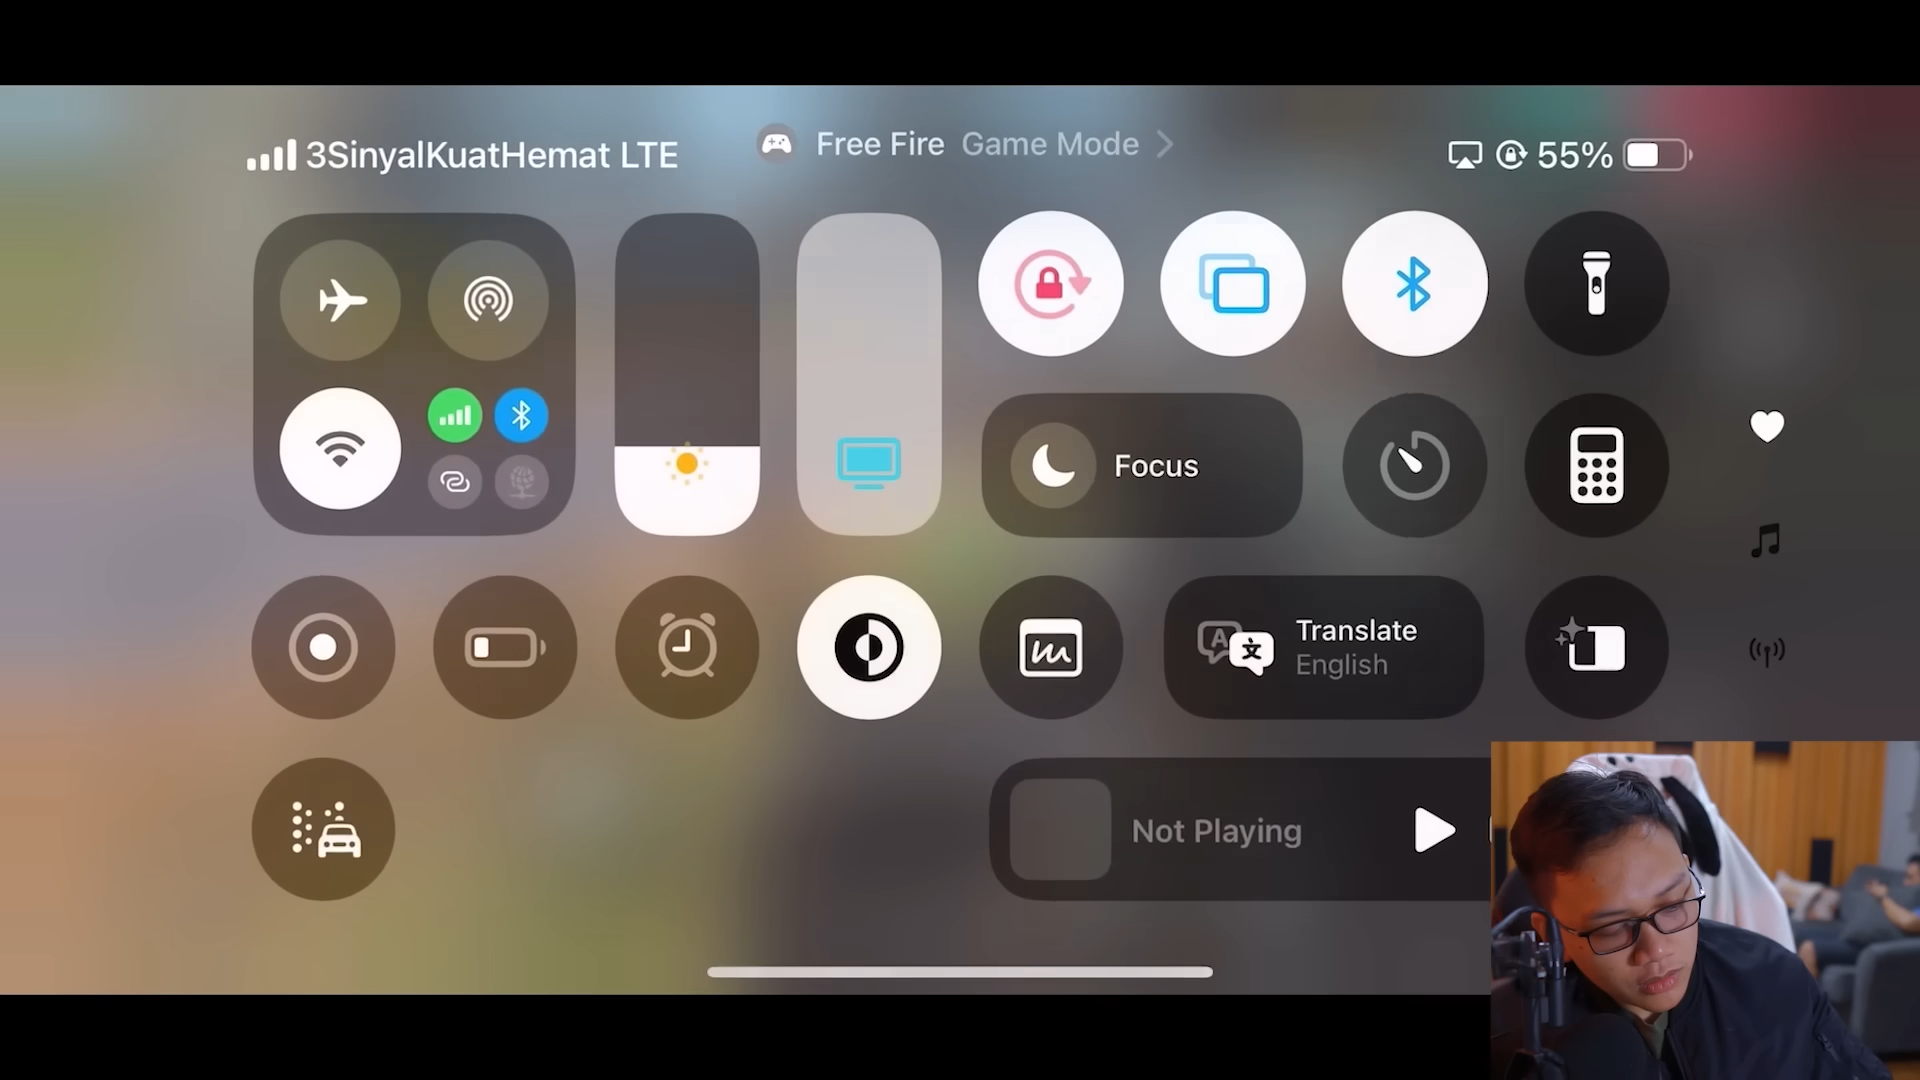 3SinyalKuatHemat LTE
Free Fire Game Mode
55%
Focus
Translate
English
Not Playing